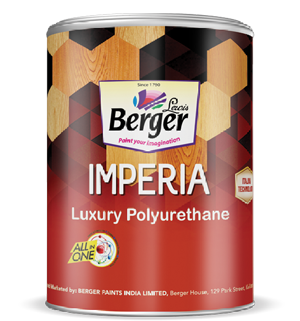 Since 1760
Lewis
Berger
Paint your imagination
IMPERIA
Luxury Polyurethane
ALL IN
ONE
Marketed by: BERGER PAINTS INDIA LIMITED, Berger House, 129 Park Street,